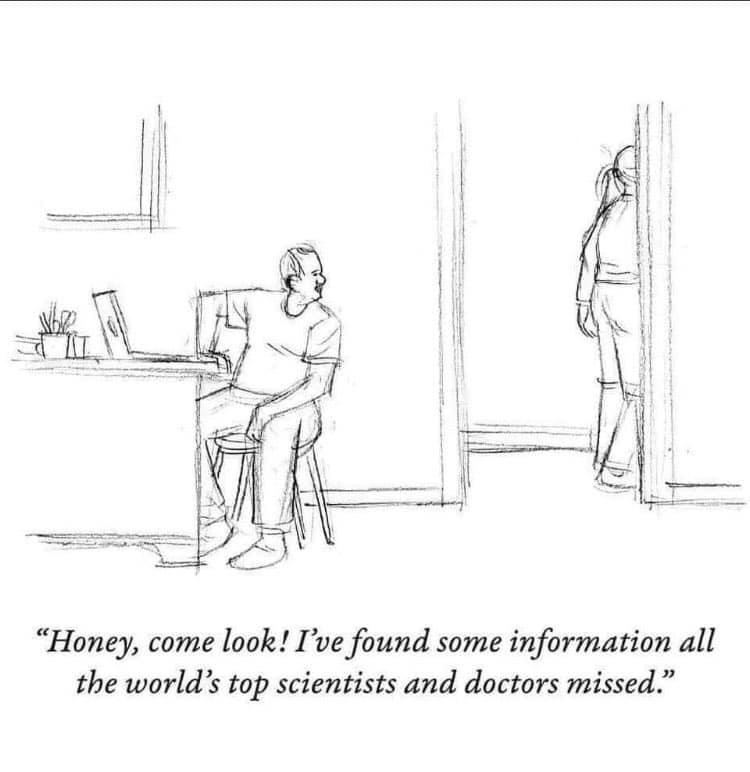 “Honey, come look! I’ve found some information all
the world’s top scientists and doctors missed.”